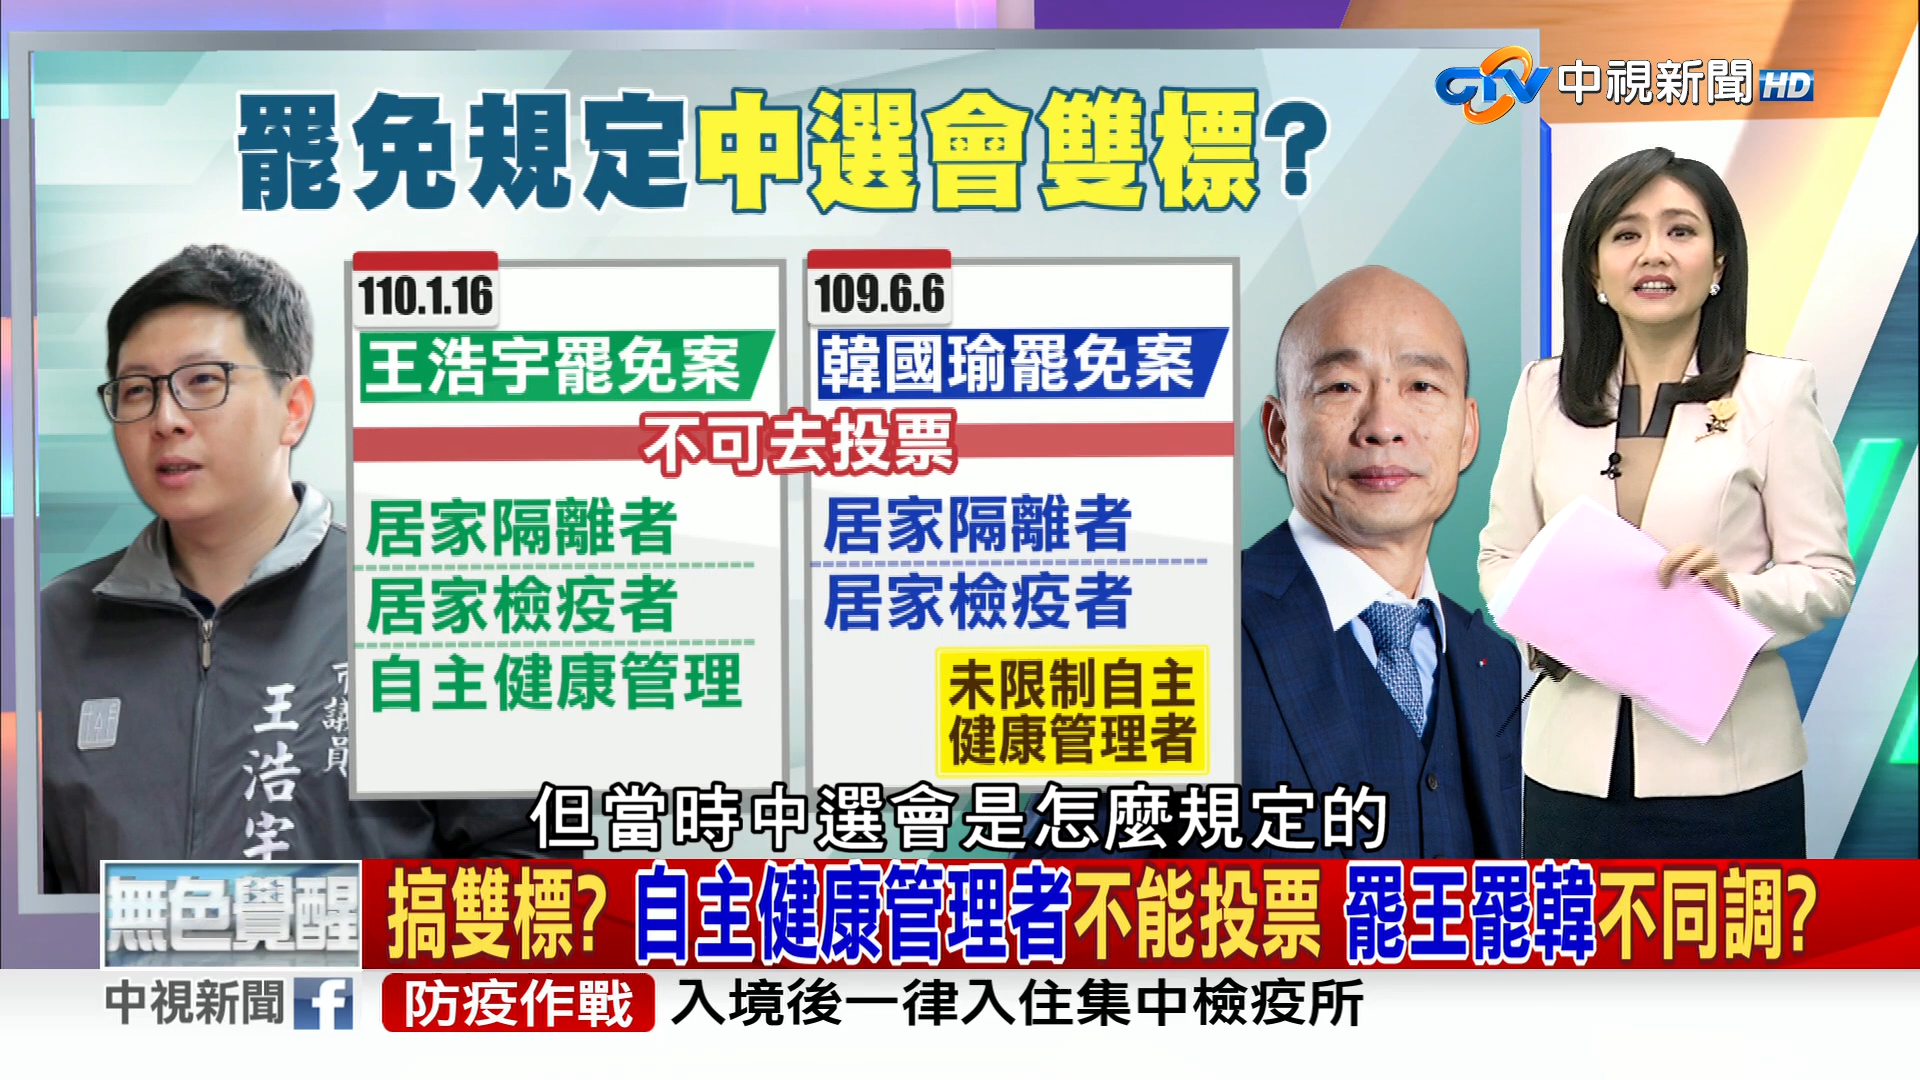 CTV中視新聞HD
罷免規定中選會雙標?
110.1.16
王浩宇罷免案
109.6.6
韓國瑜罷免案
不可去投票
居家隔離者
居家檢疫者
自主健康管理
居家隔離者
居家檢疫者
未限制自主
健康管理者
市議員
王浩宇
但當時中選會是怎麼規定的
無色覺醒
搞雙標? 自主健康管理者不能投票 罷王罷韓不同調?
中視新聞 f
防疫作戰 入境後一律入住集中檢疫所